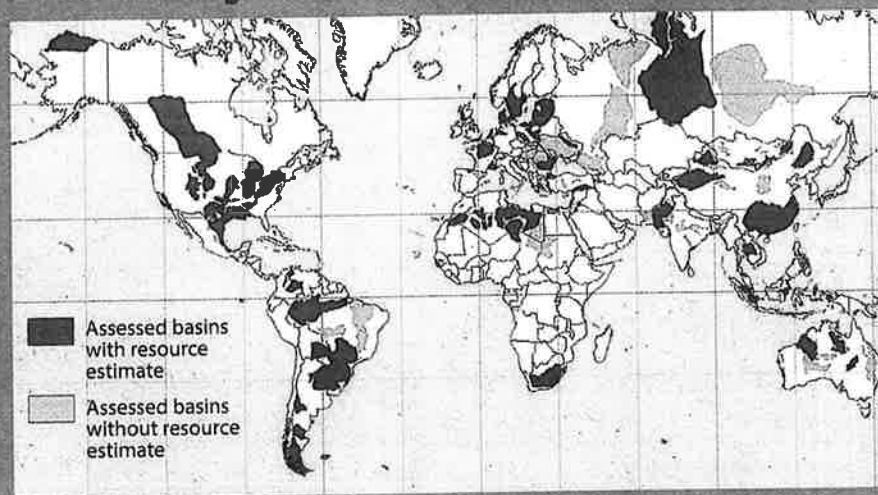 Assessed basins
with resource
estimate
Assessed basins
without resource
estimate